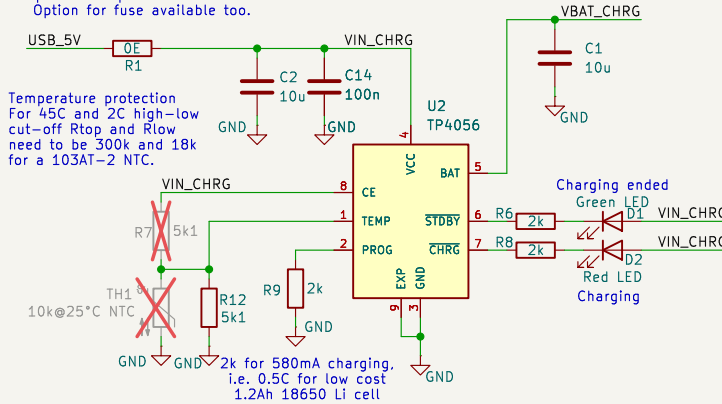 Option for fuse available too.
USB_5V
0E
R1
VIN_CHRG
VBAT_CHRG
C2
10u
C14
100n
C1
10u
GND
GND
GND
Temperature protection
For 45C and 2C high-low
cut-off Rtop and Rlow
need to be 300k and 18k
for a 103AT-2 NTC.
U2
TP4056
4
VCC
BAT
5
VIN_CHRG
8
CE
1
TEMP
2
PROG
STDBY
6
CHRG
7
EXP
GND
9
3
Charging ended
Green LED
R6
2k
D1
VIN_CHRG
R8
2k
D2
VIN_CHRG
Red LED
Charging
R7
5k1
TH1
10k@25°C NTC
R12
5k1
R9
2k
GND
GND
GND
GND
2k for 580mA charging,
i.e. 0.5C for low cost
1.2Ah 18650 Li cell